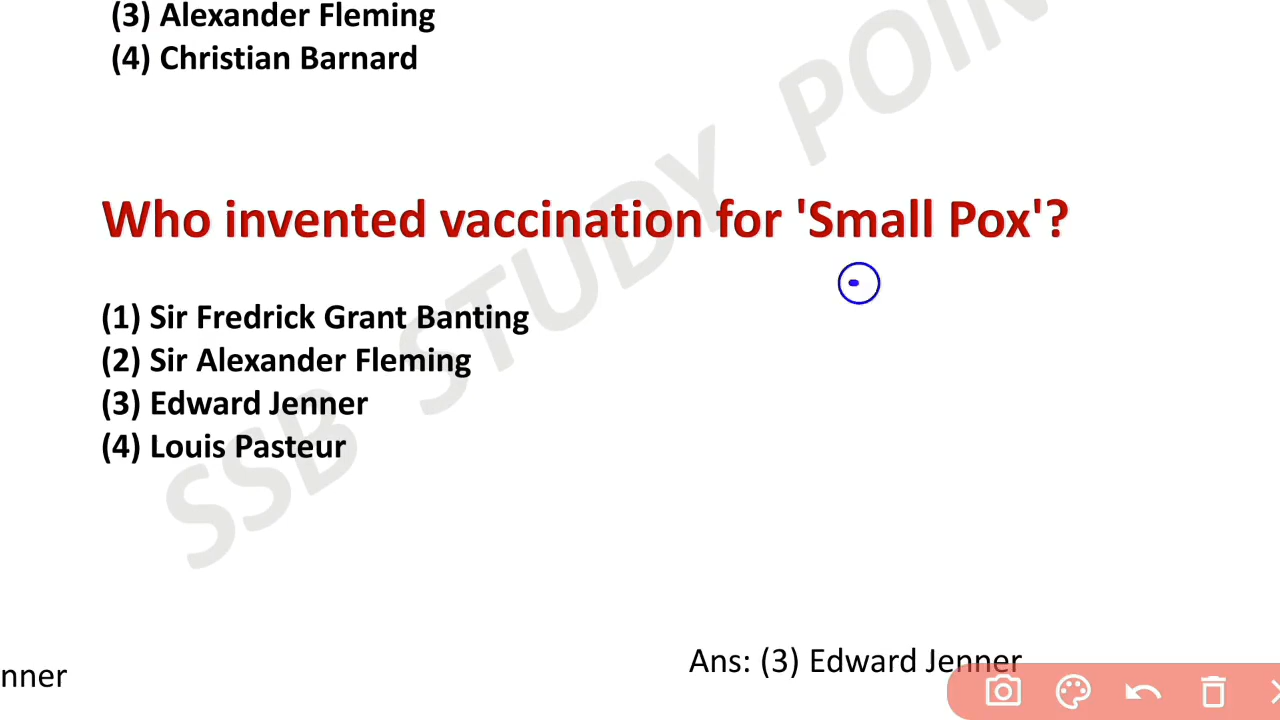 (3) Alexander Fleming
(4) Christian Barnard
Who invented vaccination for 'Small Pox'?
(1) Sir Fredrick Grant Banting
(2) Sir Alexander Fleming
(3) Edward Jenner
(4) Louis Pasteur
SSB STUDY POIN
nner
Ans: (3) Edward Jenner